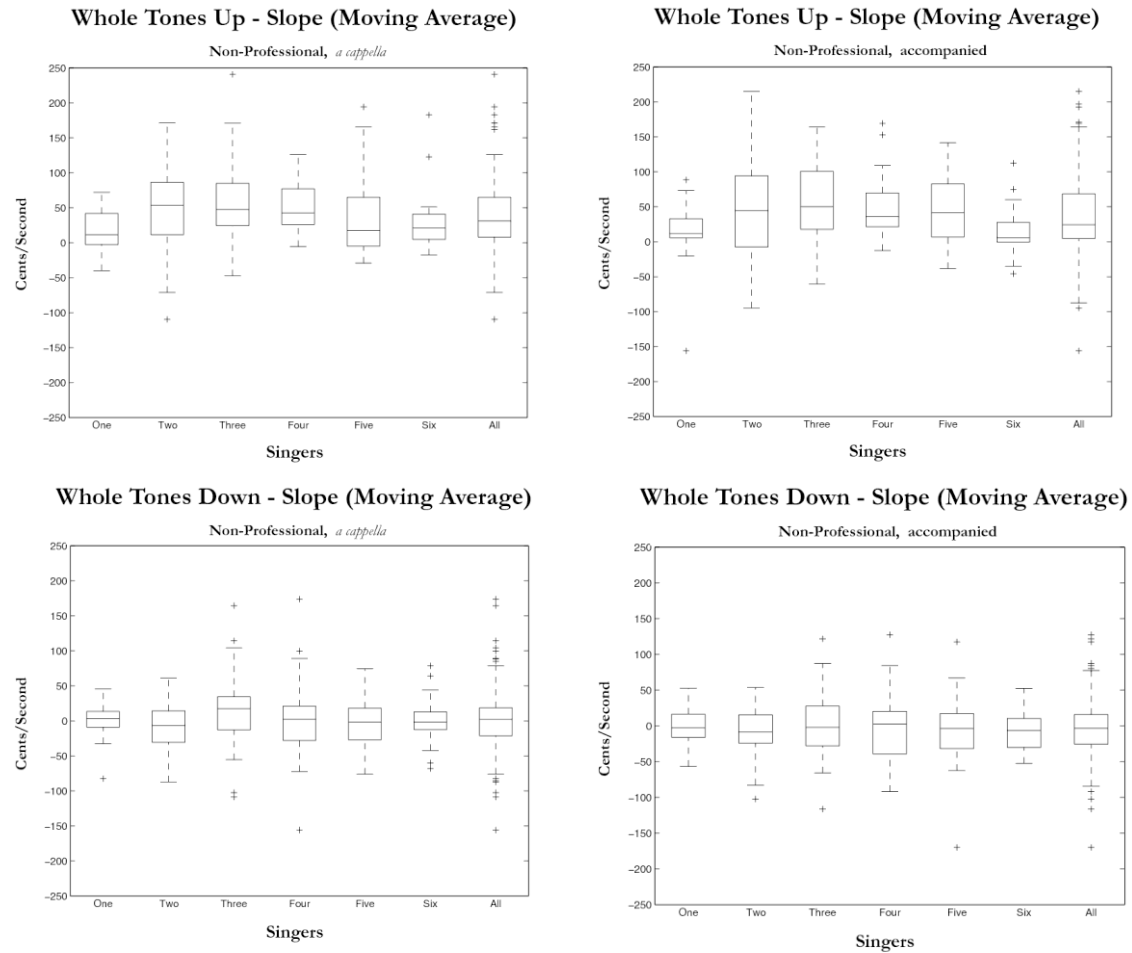 Whole Tones Up - Slope (Moving Average)
Non-Professional, a cappella
250
200
150
100
50
0
−50
−100
−150
−200
−250
Cents/Second
One Two Three Four Five Six All
Singers
Whole Tones Up - Slope (Moving Average)
Non-Professional, accompanied
250
200
150
100
50
0
−50
−100
−150
−200
−250
Cents/Second
One Two Three Four Five Six All
Singers
Whole Tones Down - Slope (Moving Average)
Non-Professional, a cappella
250
200
150
100
50
0
−50
−100
−150
−200
−250
Cents/Second
One Two Three Four Five Six All
Singers
Whole Tones Down - Slope (Moving Average)
Non-Professional, accompanied
250
200
150
100
50
0
−50
−100
−150
−200
−250
Cents/Second
One Two Three Four Five Six All
Singers